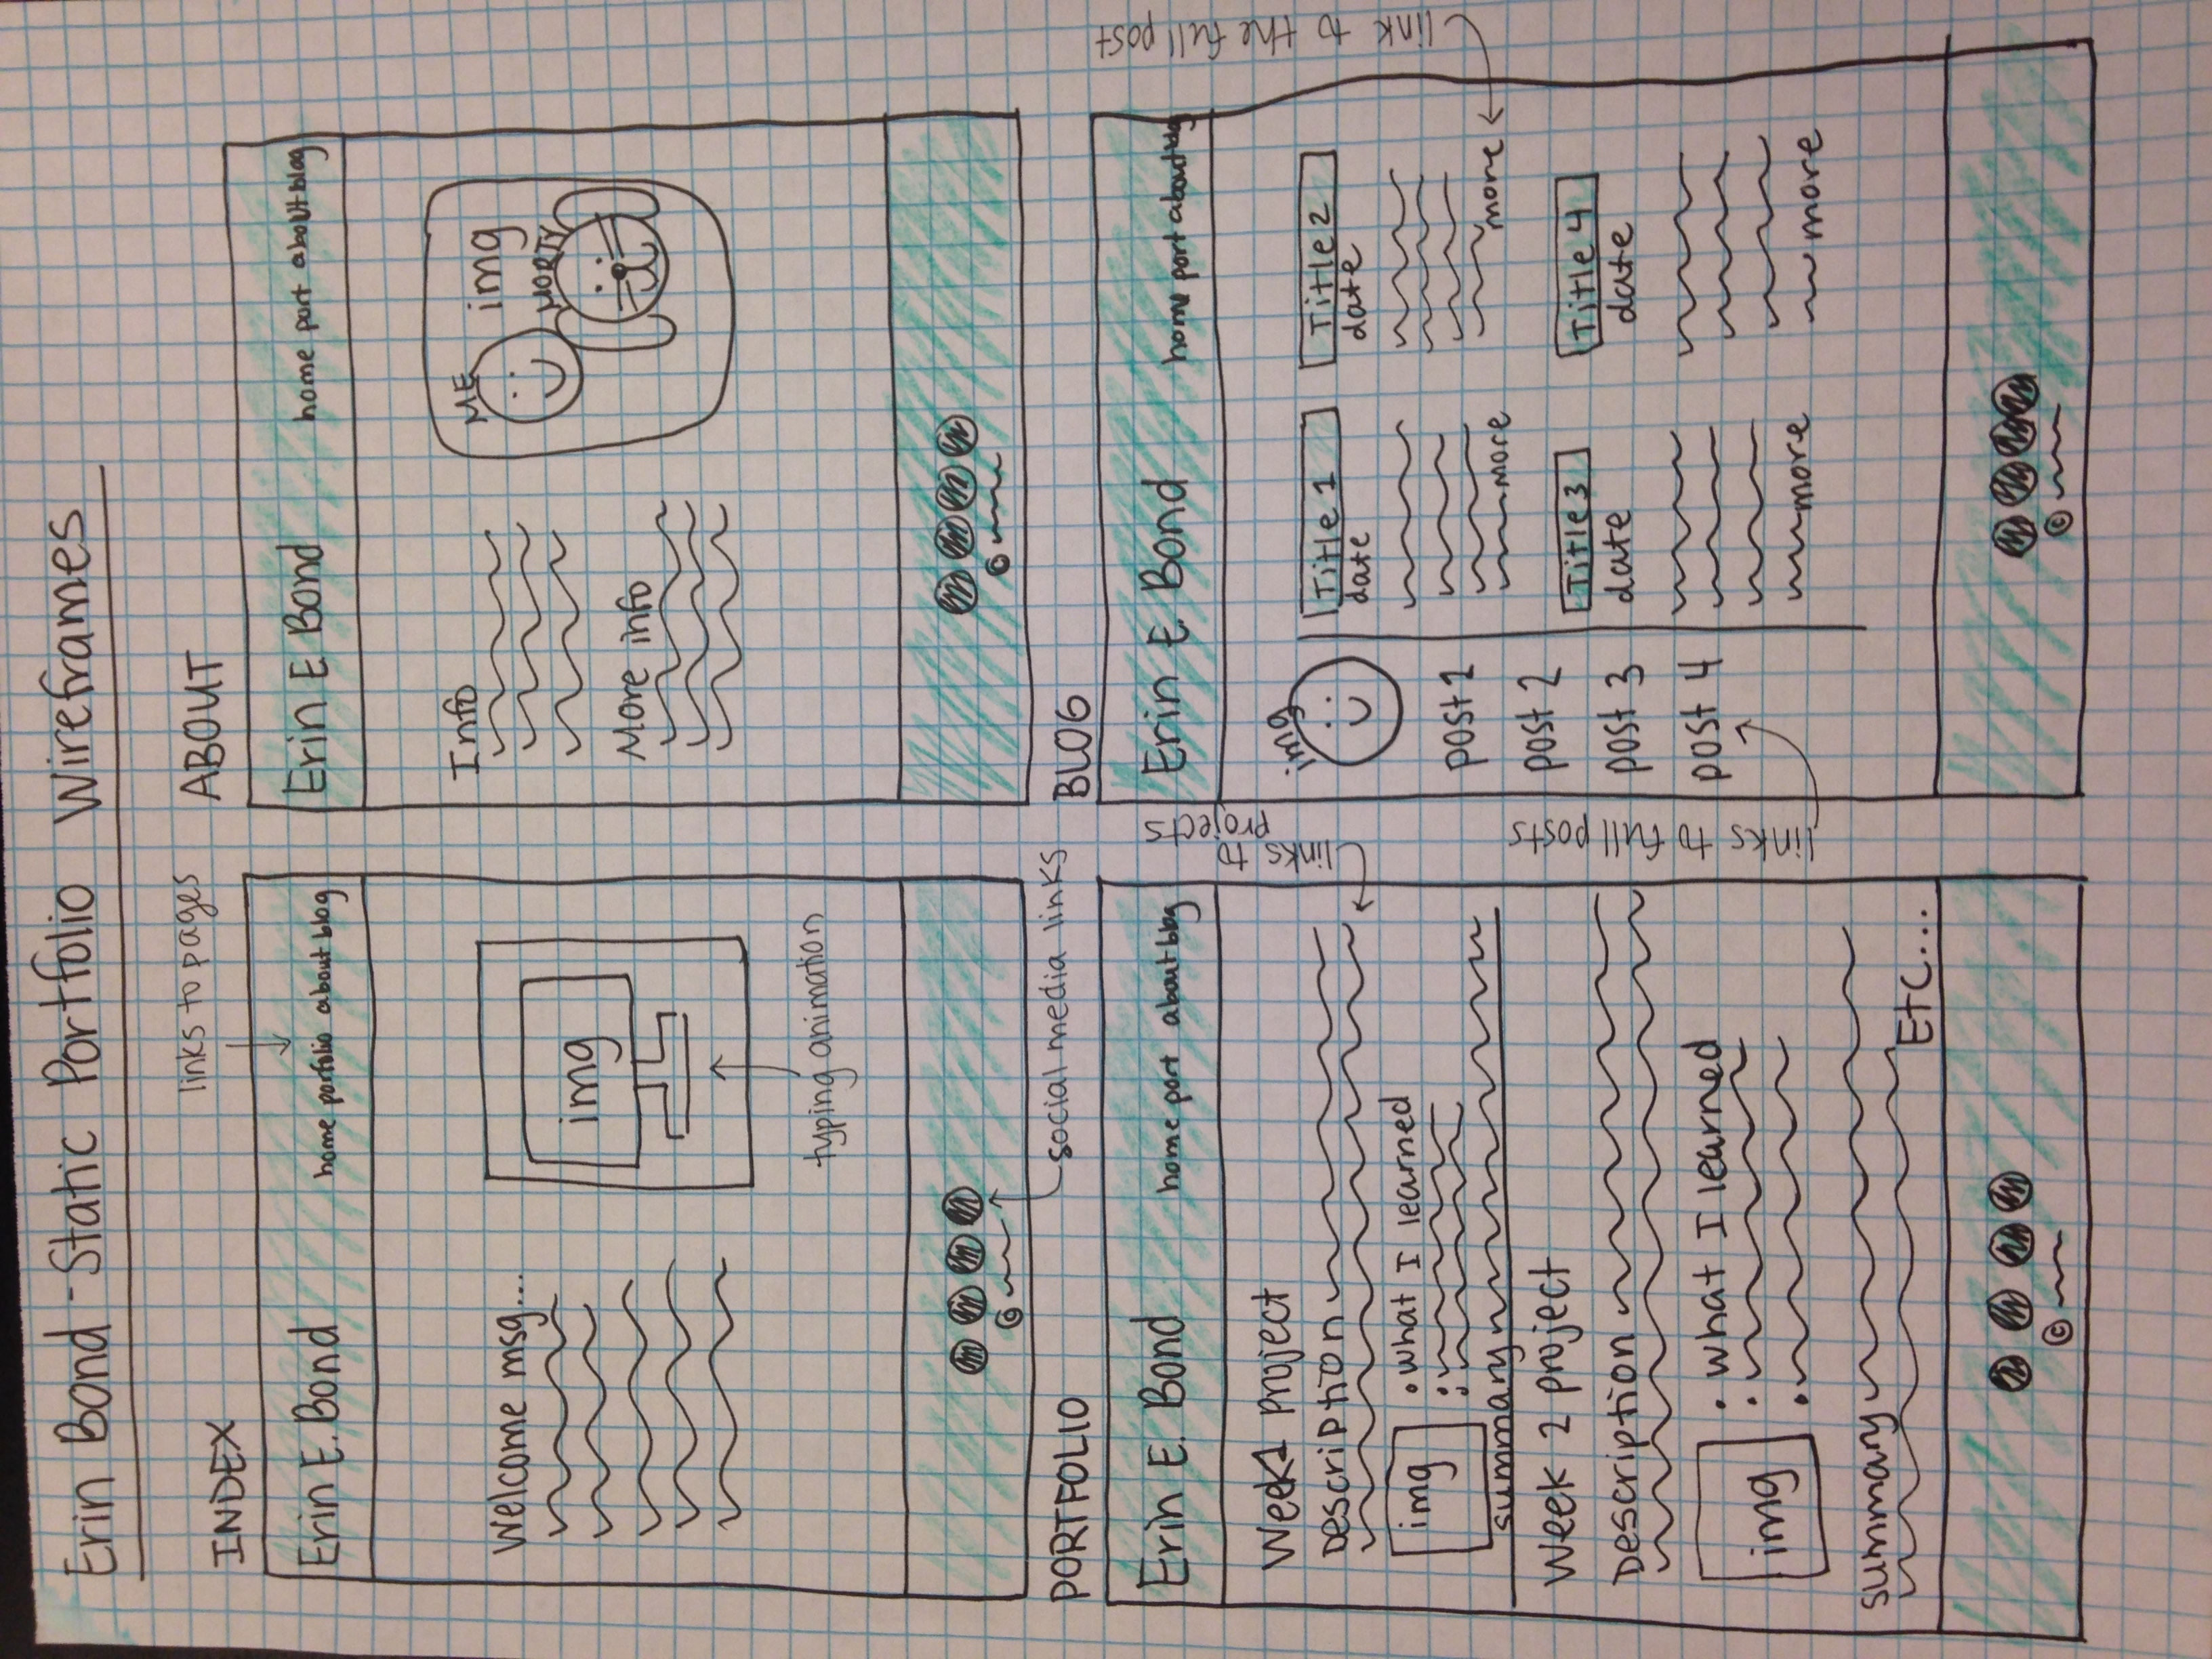 Erin Bond - Static Portfolio Wireframes
links to pages
INDEX
Erin E. Bond
home portfolio about blog
Welcome msg...
img
typing animation
©
social media links
ABOUT
Erin E Bond
home port about blog
Info
More info
ME
img
MORTY
©
PORTFOLIO
Erin E. Bond
home port about blog
links to
projects
Week 1 project
Description
img
• what I learned
summary
Week 2 project
Description
img
• what I learned
summary
Etc...
©
BLOG
Erin E. Bond
home port about blog
img
post 1
post 2
post 3
post 4
links to full posts
Title 1
date
more
Title 2
date
more
link to the full post
Title 3
date
more
Title 4
date
more
©